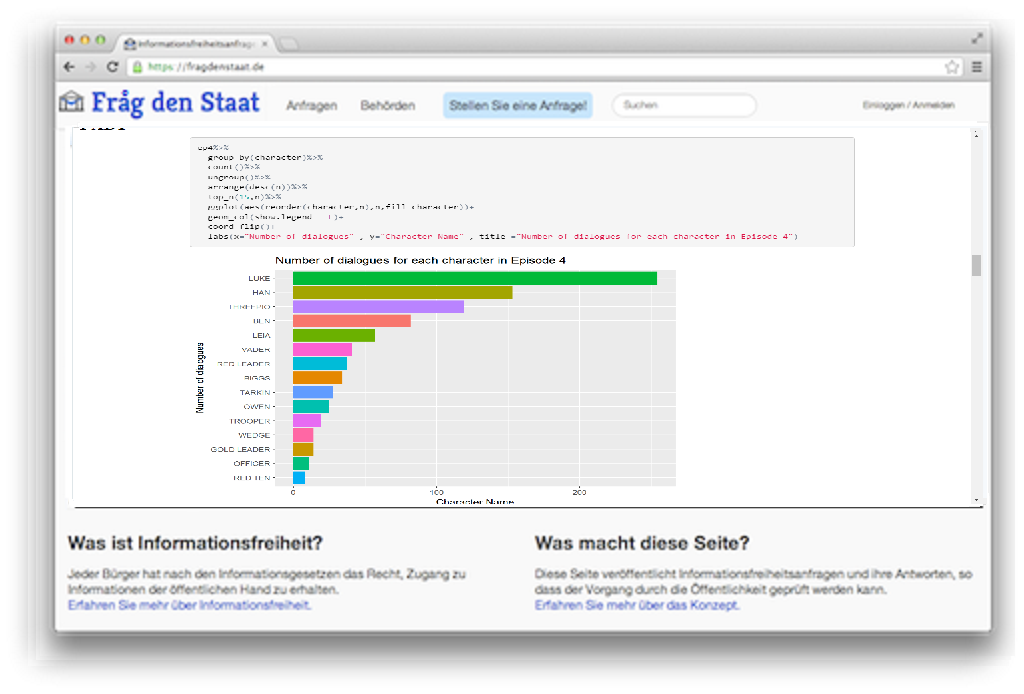 Informationsfreiheitsanfrage
https://fragdenstaat.de
Fråg den Staat
Anfragen
Behörden
Stellen Sie eine Anfrage!
Suchen
Einloggen / Anmelden
ep4%>%
group_by(character)%>%
count()%>%
ungroup()%>%
arrange(desc(n))%>%
top_n(15,n)%>%
ggplot(aes(reorder(character,n),n,fill=character))+
geom_col(show.legend = F)+
coord_flip()+
labs(x="Number of dialogues" , y="Character Name" , title ="Number of dialogues for each character in Episode 4")
Number of dialogues for each character in Episode 4
Number of dialogues
LUKE
HAN
THREEPIO
BEN
LEIA
VADER
RED LEADER
BIGGS
TARKIN
OWEN
TROOPER
WEDGE
GOLD LEADER
OFFICER
RED TEN
0 100 200
Character Name
Was ist Informationsfreiheit?
Jeder Bürger hat nach den Informationsgesetzen das Recht, Zugang zu
Informationen der öffentlichen Hand zu erhalten.
Erfahren Sie mehr über Informationsfreiheit.
Was macht diese Seite?
Diese Seite veröffentlicht Informationsfreiheitsanfragen und ihre Antworten, so
dass der Vorgang durch die Öffentlichkeit geprüft werden kann.
Erfahren Sie mehr über das Konzept.